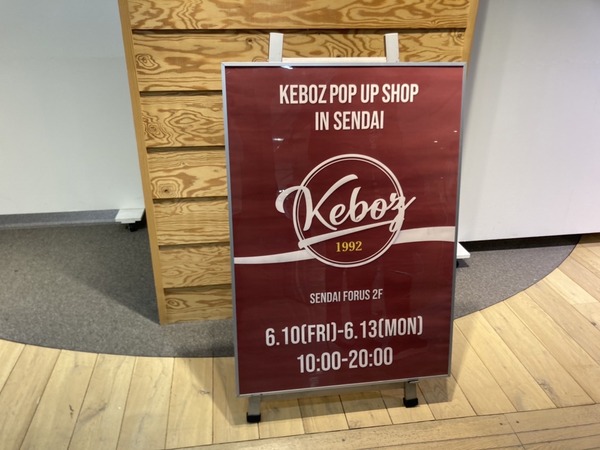 KEBOZ POP UP SHOP
IN SENDAI
Keboz
1992
SENDAI FORUS 2F
6.10(FRI)-6.13(MON)
10:00-20:00